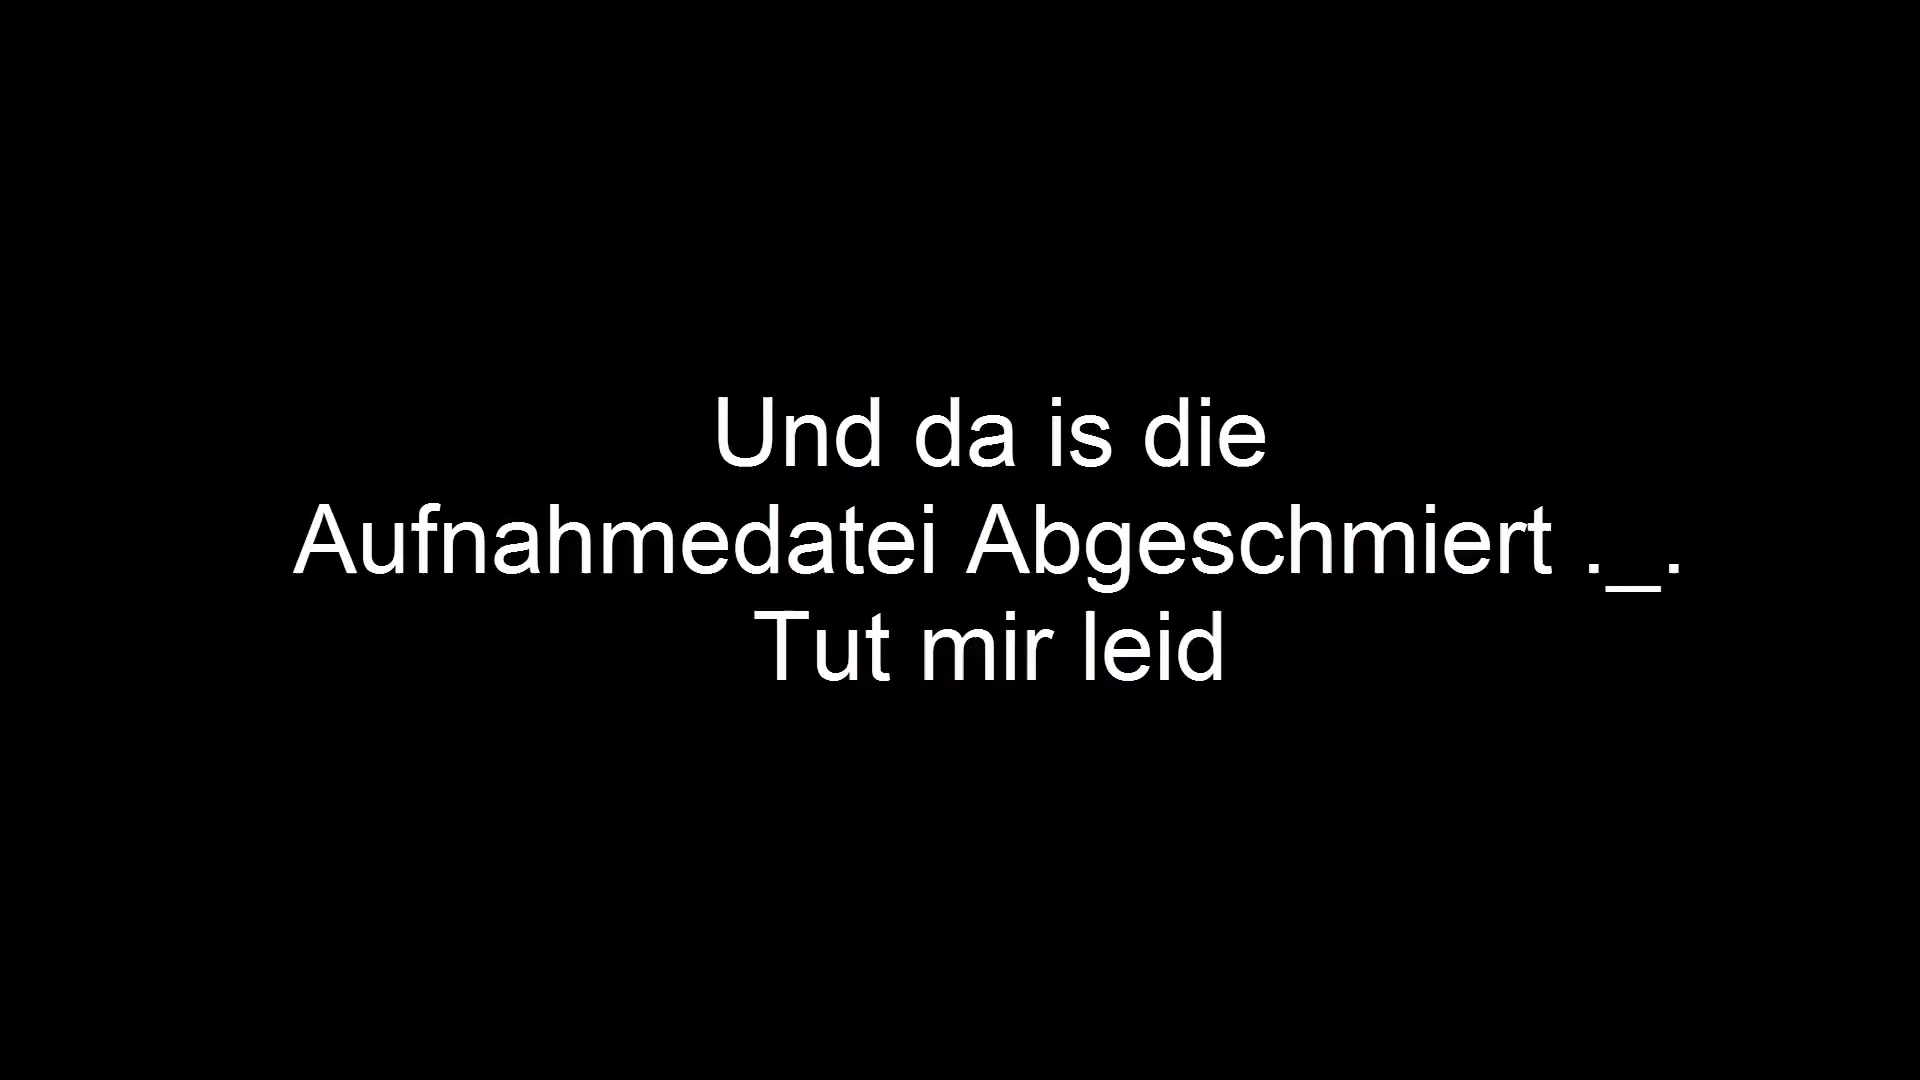 Und da is die
Aufnahmedatei Abgeschmiert ._.
Tut mir leid